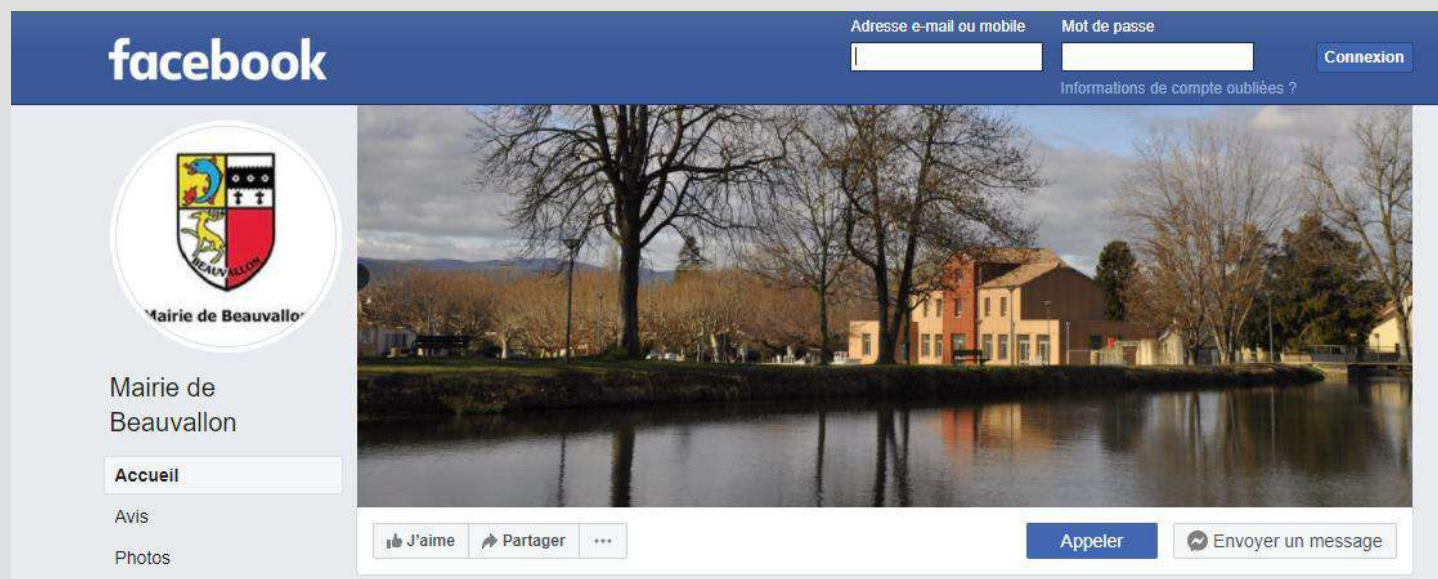 facebook
Adresse e-mail ou mobile
Mot de passe
Connexion
Informations de compte oubliées ?
BEAUVALLON
Mairie de Beauvallon
Mairie de
Beauvallon
Accueil
Avis
Photos
J'aime
Partager
...
Appeler
Envoyer un message